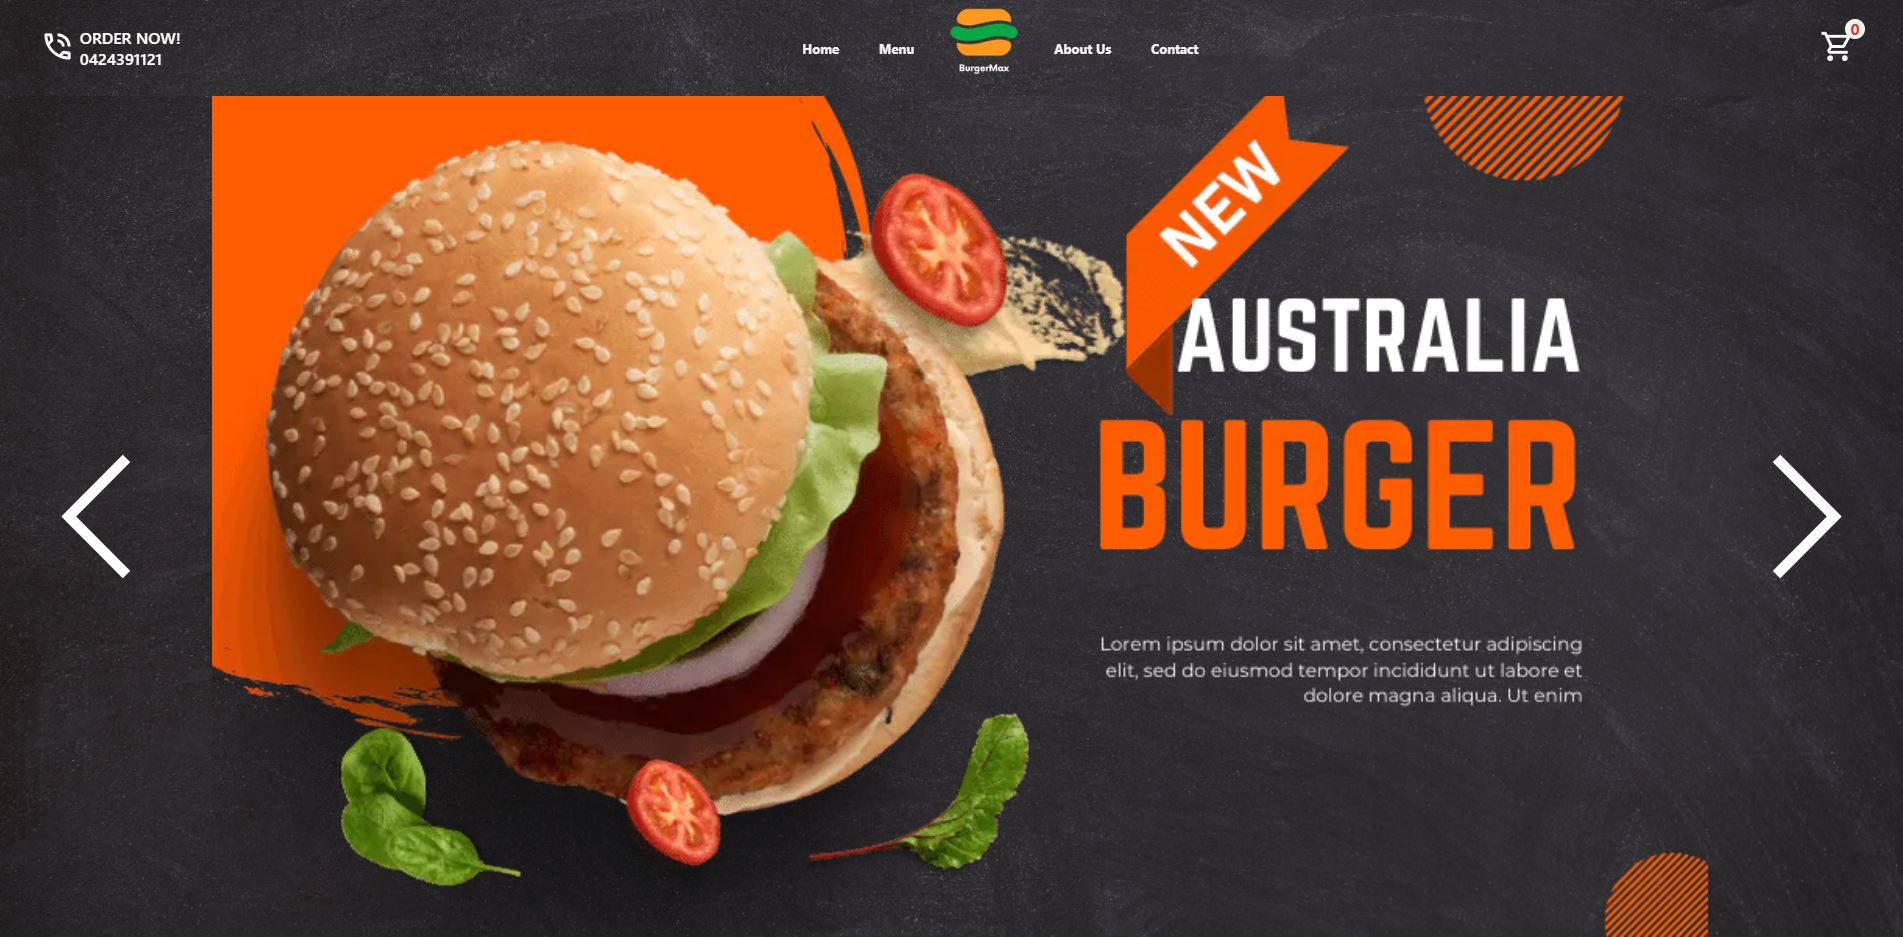 ORDER NOW!
0424391121
Home
Menu
BurgerMax
About Us
Contact
0
NEW
AUSTRALIA
BURGER
Lorem ipsum dolor sit amet, consectetur adipiscing
elit, sed do eiusmod tempor incididunt ut labore et
dolore magna aliqua. Ut enim